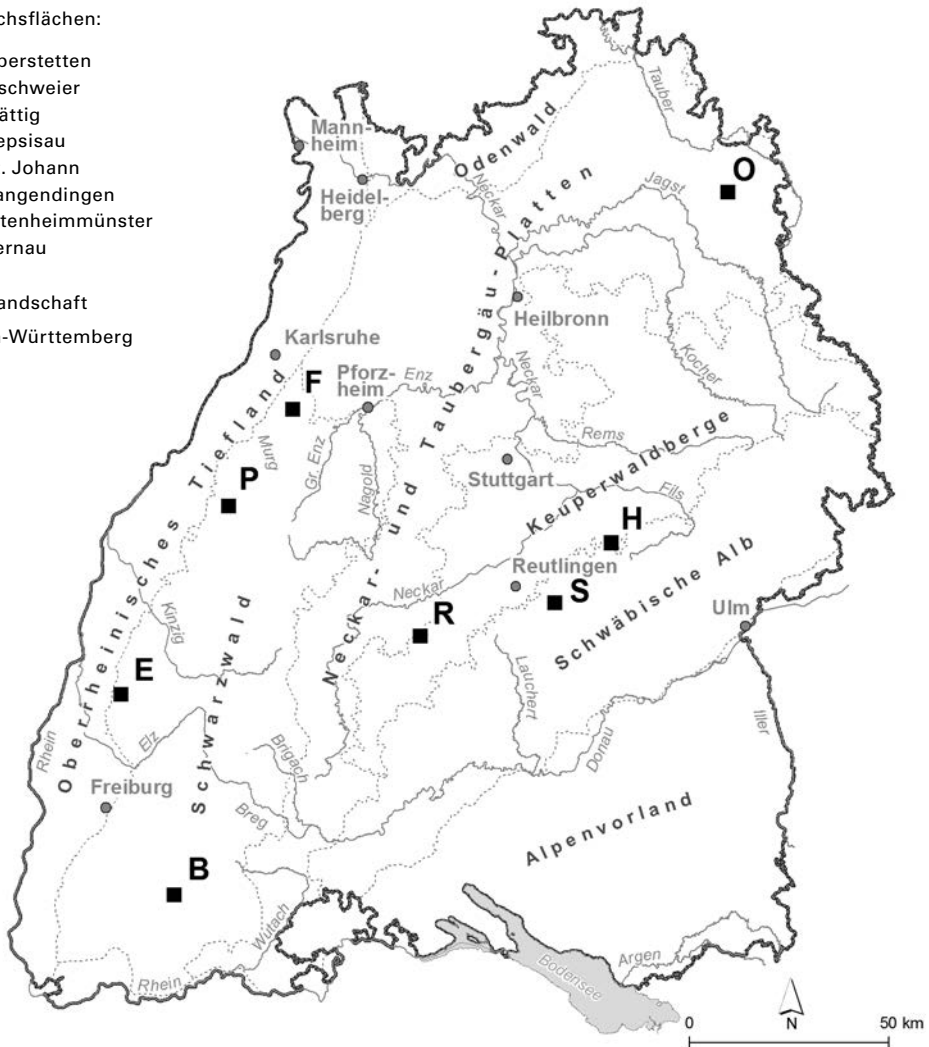 chsflächen:
berstetten
schweier
ättig
epsisau
. Johann
angendingen
ttenheimmünster
ernau
andschaft
-Württemberg
Tauber
Mann-
heim
Odenwald
O
Heidel-
berg
Neckar
Jagst
Neckar- und Taubergäu-Platten
Heilbronn
Karlsruhe
Kocher
Pforz-
heim
Enz
Neckar
F
Oberrheinisches Tiefland
Murg
Gr. Enz
Nagold
Rems
Keuperwaldberge
Stuttgart
P
Fils
H
Reutlingen
Neckar
S
Schwäbische Alb
Ulm
R
Kinzig
Schwarzwald
E
Lauchert
Rhein
Elz
Brigach
Donau
Iller
Freiburg
Breg
Alpenvorland
B
Wutach
Argen
Rhein
Bodensee
0
N
50 km